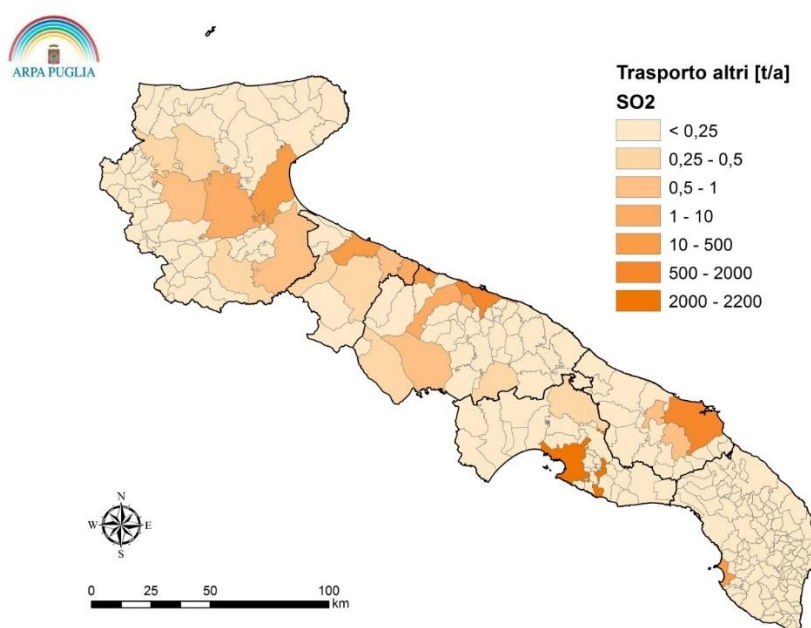 ARPA PUGLIA
Trasporto altri [t/a]
SO2
< 0,25
0,25 - 0,5
0,5 - 1
1 - 10
10 - 500
500 - 2000
2000 - 2200
N
W E
S
0 50 100
km